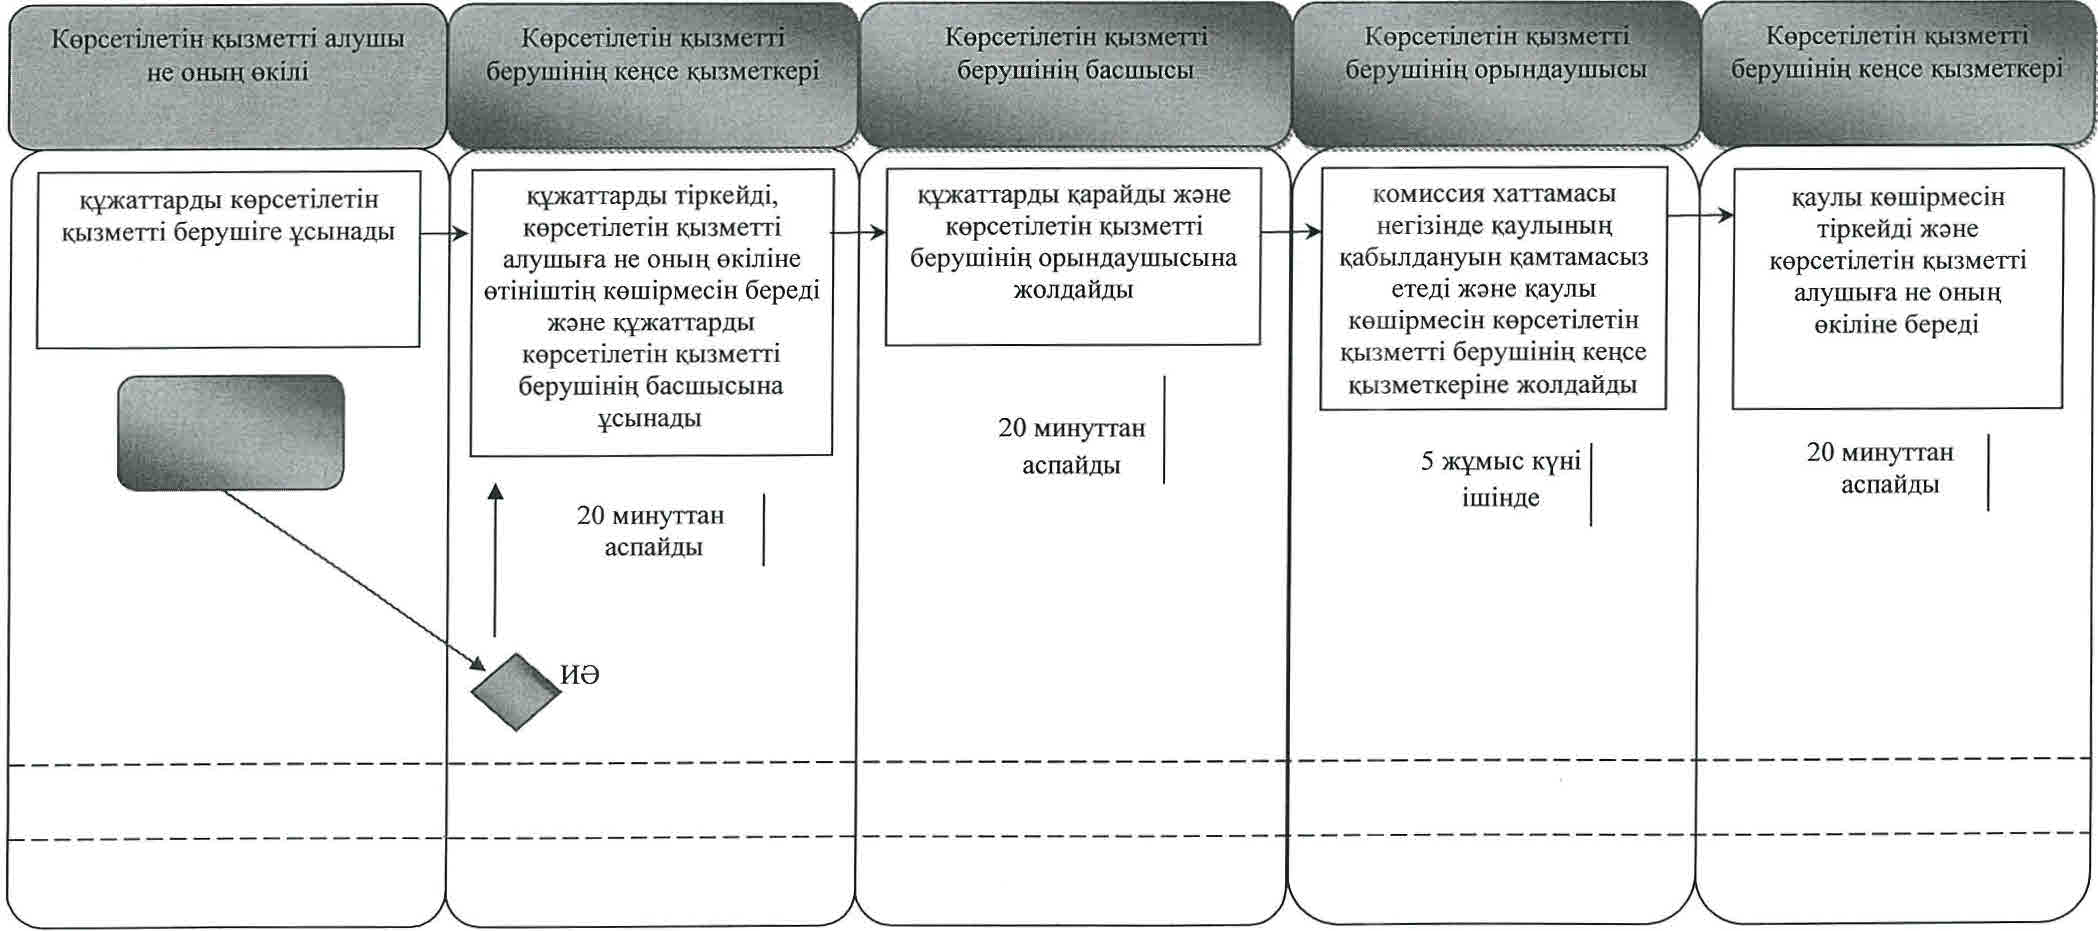 Көрсетілетін қызметті алушы
не оның өкілі
Көрсетілетін қызметті
берушінің кеңсе қызметкері
Көрсетілетін қызметті
берушінің басшысы
Көрсетілетін қызметті
берушінің орындаушысы
Көрсетілетін қызметті
берушінің кеңсе қызметкері
құжаттарды көрсетілетін
қызметті берушіге ұсынады
құжаттарды тіркейді,
көрсетілетін қызметті
алушыға не оның өкіліне
өтініштің көшірмесін береді
және құжаттарды
көрсетілетін қызметті
берушінің басшысына
ұсынады
20 минуттан
аспайды
ИӘ
құжаттарды қарайды және
көрсетілетін қызметті
берушінің орындаушысына
жолдайды
20 минуттан
аспайды
комиссия хаттамасы
негізінде қаулының
қабылдануын қамтамасыз
етеді және қаулы
көшірмесін көрсетілетін
қызметті берушінің кеңсе
қызметкеріне жолдайды
5 жұмыс күні
ішінде
қаулы көшірмесін
тіркейді және
көрсетілетін қызметті
алушыға не оның
өкіліне береді
20 минуттан
аспайды